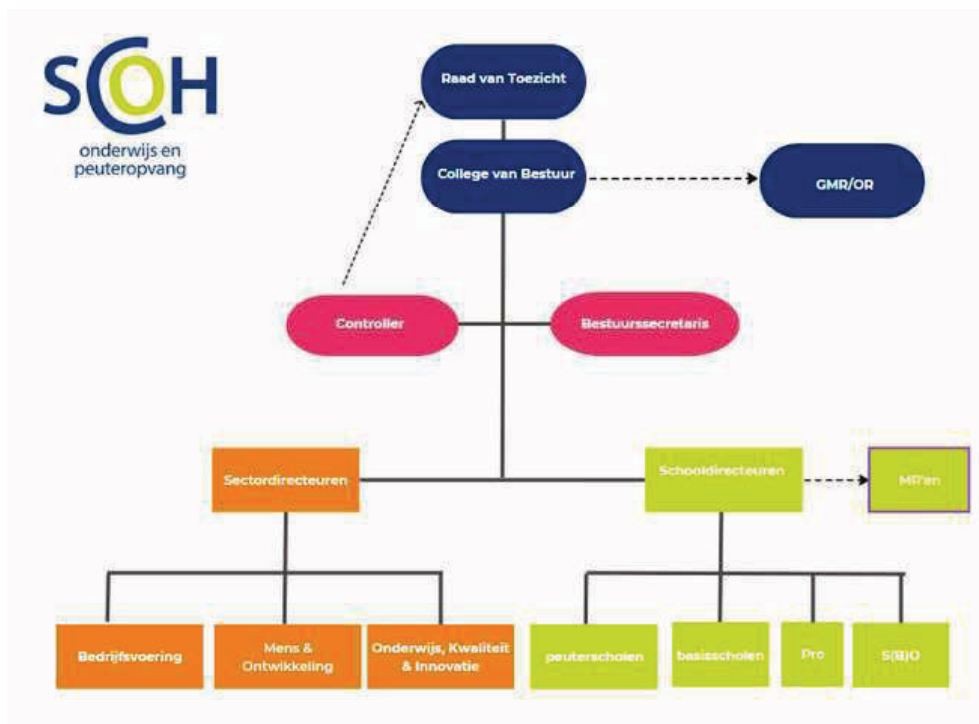 SCOH
onderwijs en
peuteropvang
Raad van Toezicht
College van Bestuur
GMR/OR
Controller
Bestuurssecretaris
Sectordirecteuren
Schooldirecteuren
MR'en
Bedrijfsvoering
Mens &
Ontwikkeling
Onderwijs, Kwaliteit
& Innovatie
peuterscholen
basisscholen
Pro
S(B)O